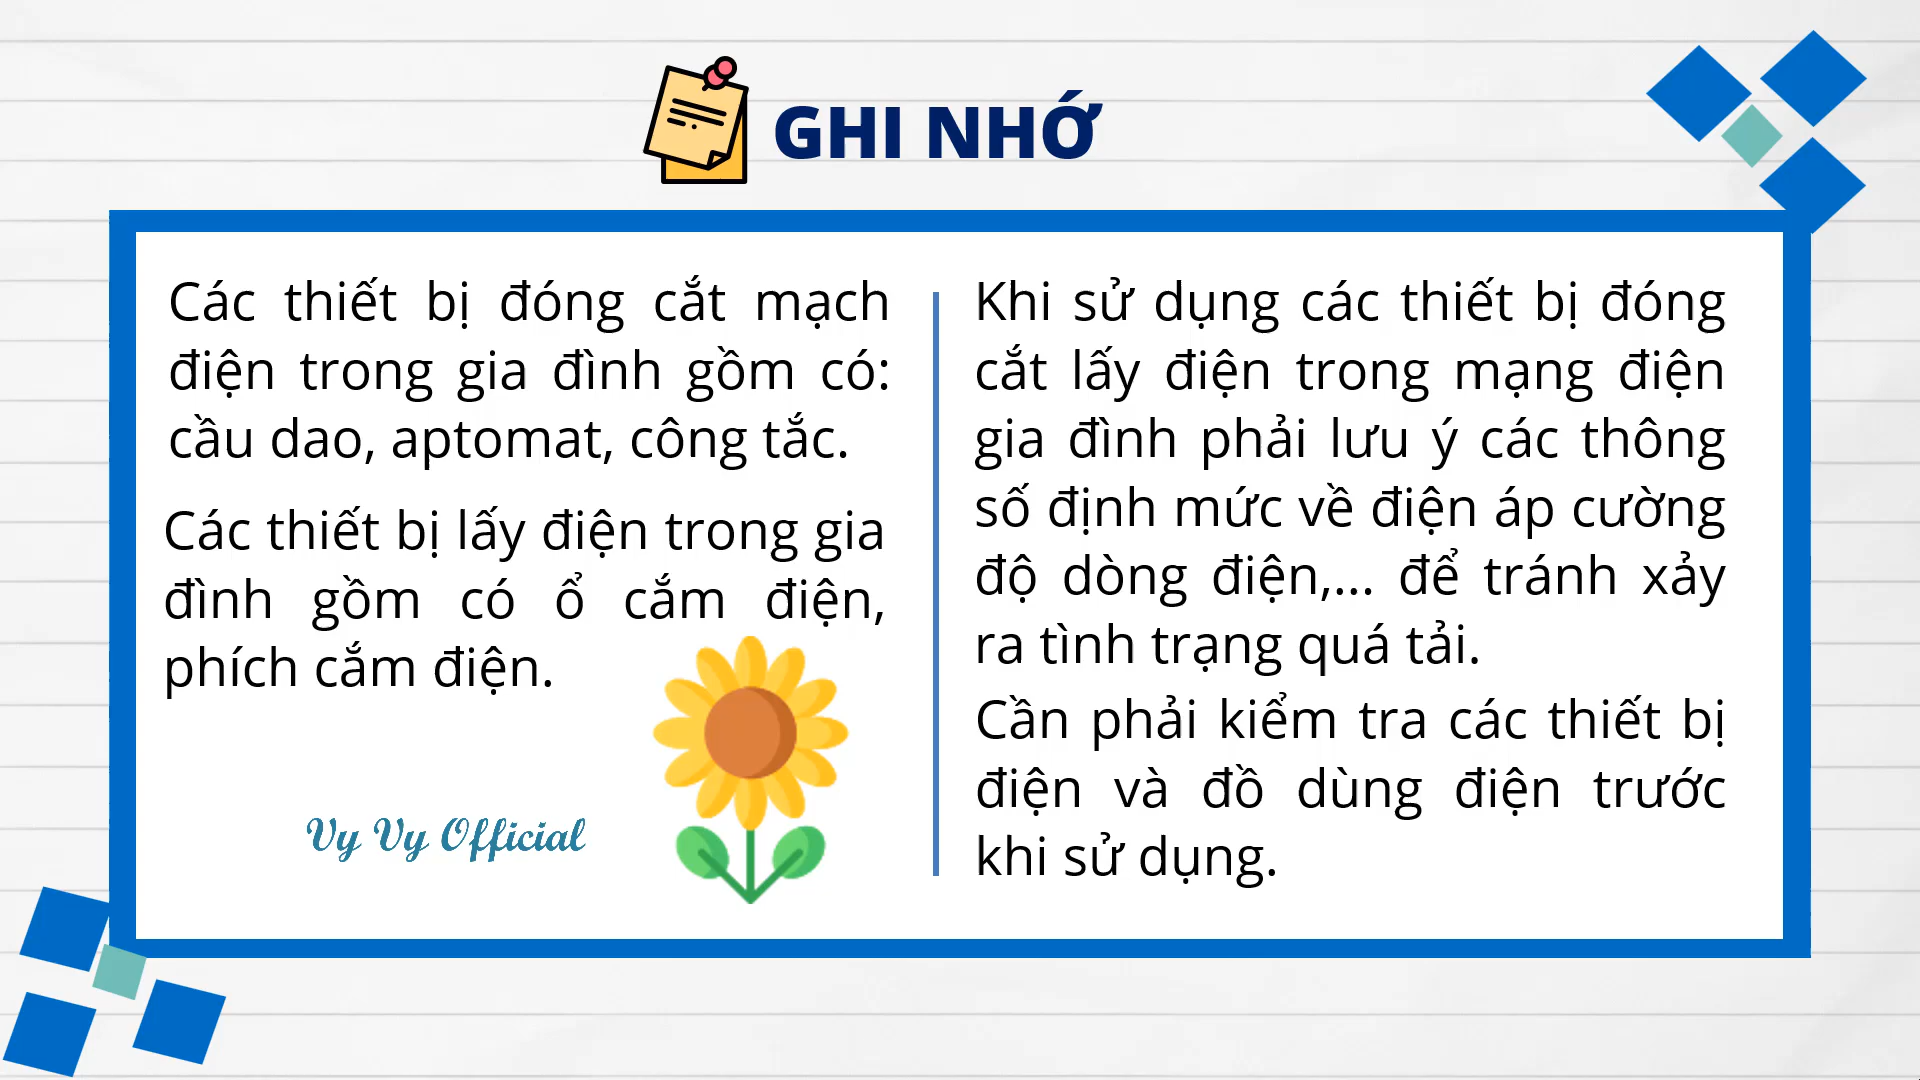 GHI NHỚ
Các thiết bị đóng cắt mạch
điện trong gia đình gồm có:
cầu dao, aptomat, công tắc.
Các thiết bị lấy điện trong gia
đình gồm có ổ cắm điện,
phích cắm điện.
Vy Vy Official
Khi sử dụng các thiết bị đóng
cắt lấy điện trong mạng điện
gia đình phải lưu ý các thông
số định mức về điện áp cường
độ dòng điện,... để tránh xảy
ra tình trạng quá tải.
Cần phải kiểm tra các thiết bị
điện và đồ dùng điện trước
khi sử dụng.